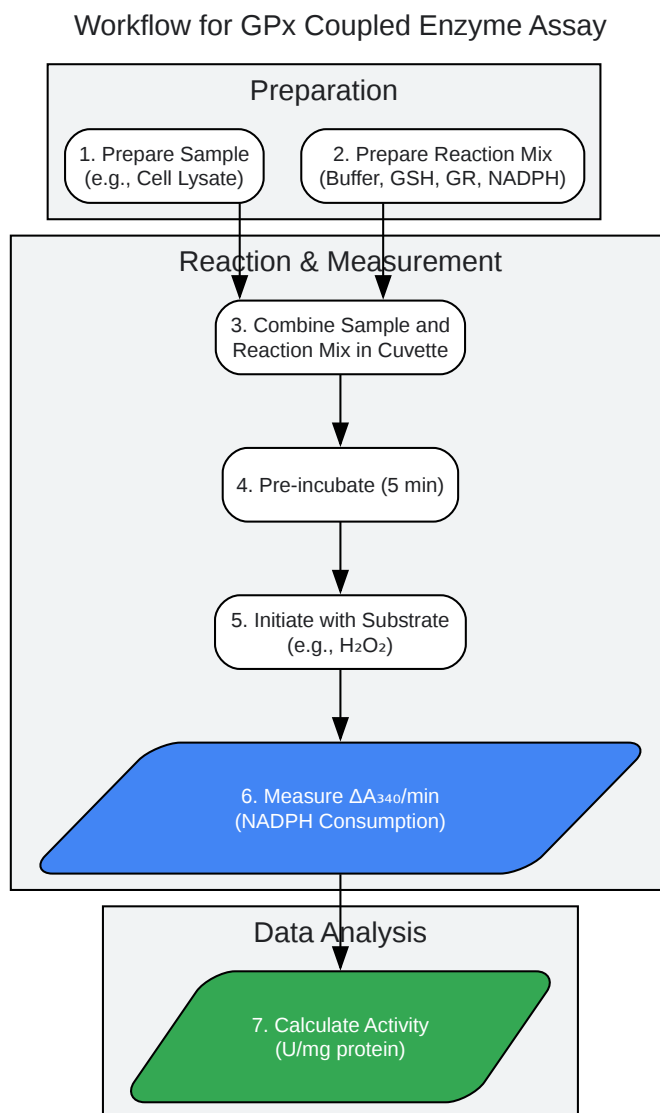 Workflow for GPx Coupled Enzyme Assay
Preparation
1. Prepare Sample
(e.g., Cell Lysate)
2. Prepare Reaction Mix
(Buffer, GSH, GR, NADPH)
Reaction & Measurement
3. Combine Sample and
Reaction Mix in Cuvette
4. Pre-incubate (5 min)
5. Initiate with Substrate
(e.g., H₂O₂)
6. Measure ΔA₃₄₀/min
(NADPH Consumption)
Data Analysis
7. Calculate Activity
(U/mg protein)